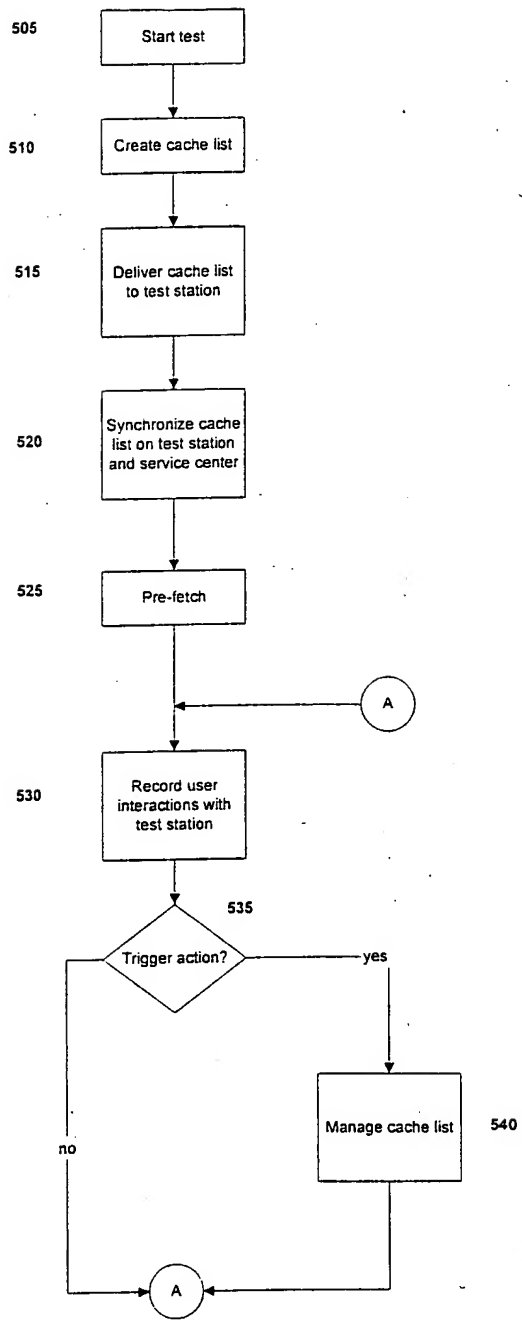 505
Start test
510
Create cache list
515
Deliver cache list
to test station
520
Synchronize cache
list on test station
and service center
525
Pre-fetch
A
530
Record user
interactions with
test station
535
Trigger action?
yes
Manage cache list
540
no
A